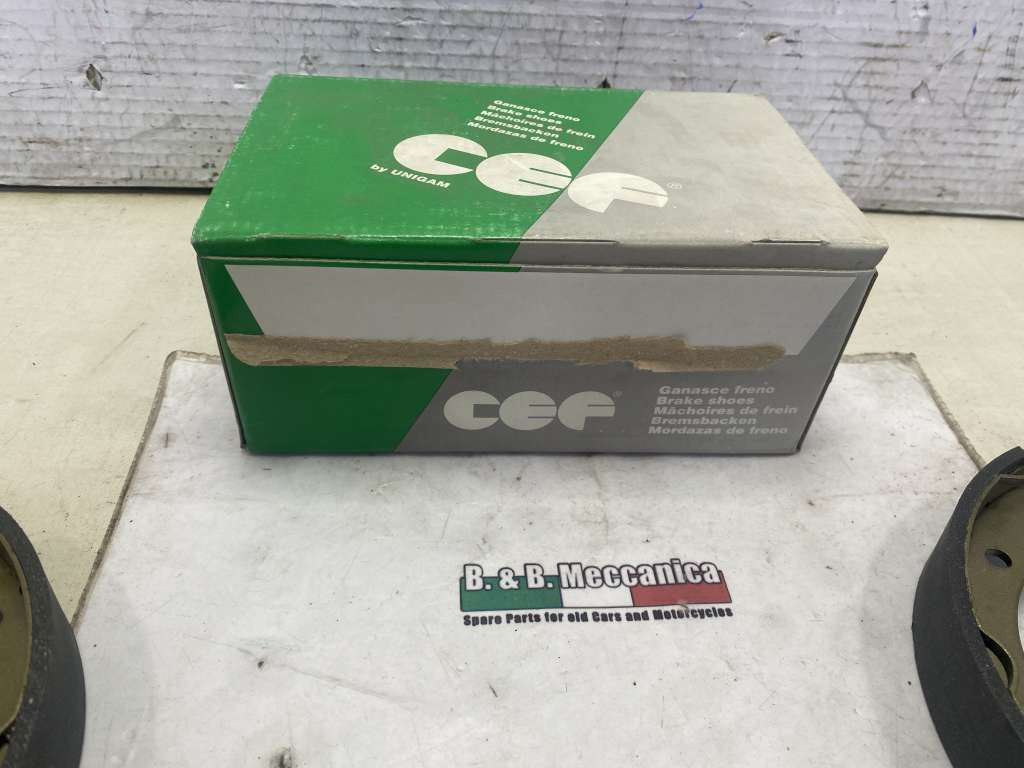 Ganasce freno
Brake shoes
Mâchoires de frein
Bremsbacken
Mordazas de freno
CEF®
by UNIGAM
CEF®
Ganasce freno
Brake shoes
Mâchoires de frein
Bremsbacken
Mordazas de freno
B. & B. Meccanica
Spare Parts for old Cars and Motorcycles